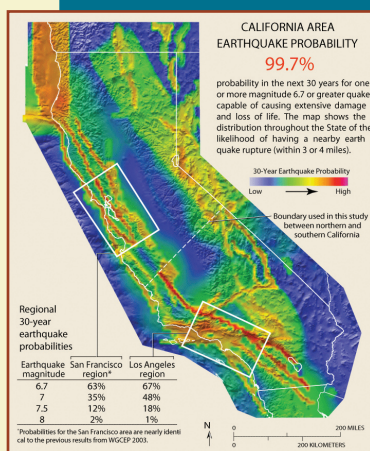 CALIFORNIA AREA
EARTHQUAKE PROBABILITY
99.7%
probability in the next 30 years for one
or more magnitude 6.7 or greater quake
capable of causing extensive damage
and loss of life. The map shows the
distribution throughout the State of the
likelihood of having a nearby earth
quake rupture (within 3 or 4 miles).
30-Year Earthquake Probability
Low High
Boundary used in this study
between northern and
southern California
Regional
30-year
earthquake
probabilities
Earthquake San Francisco Los Angeles
magnitude region* region
6.7 63% 67%
7 35% 48%
7.5 12% 18%
8 2% 1%
*Probabilities for the San Francisco area are nearly identi
cal to the previous results from WGCEP 2003.
N
0 200 MILES
0 200 KILOMETERS